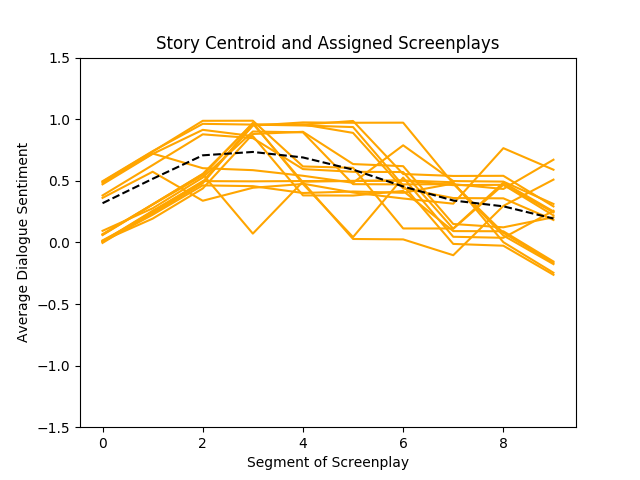 Story Centroid and Assigned Screenplays
1.5
1.0
0.5
0.0
−0.5
−1.0
−1.5
Average Dialogue Sentiment
0 2 4 6 8
Segment of Screenplay